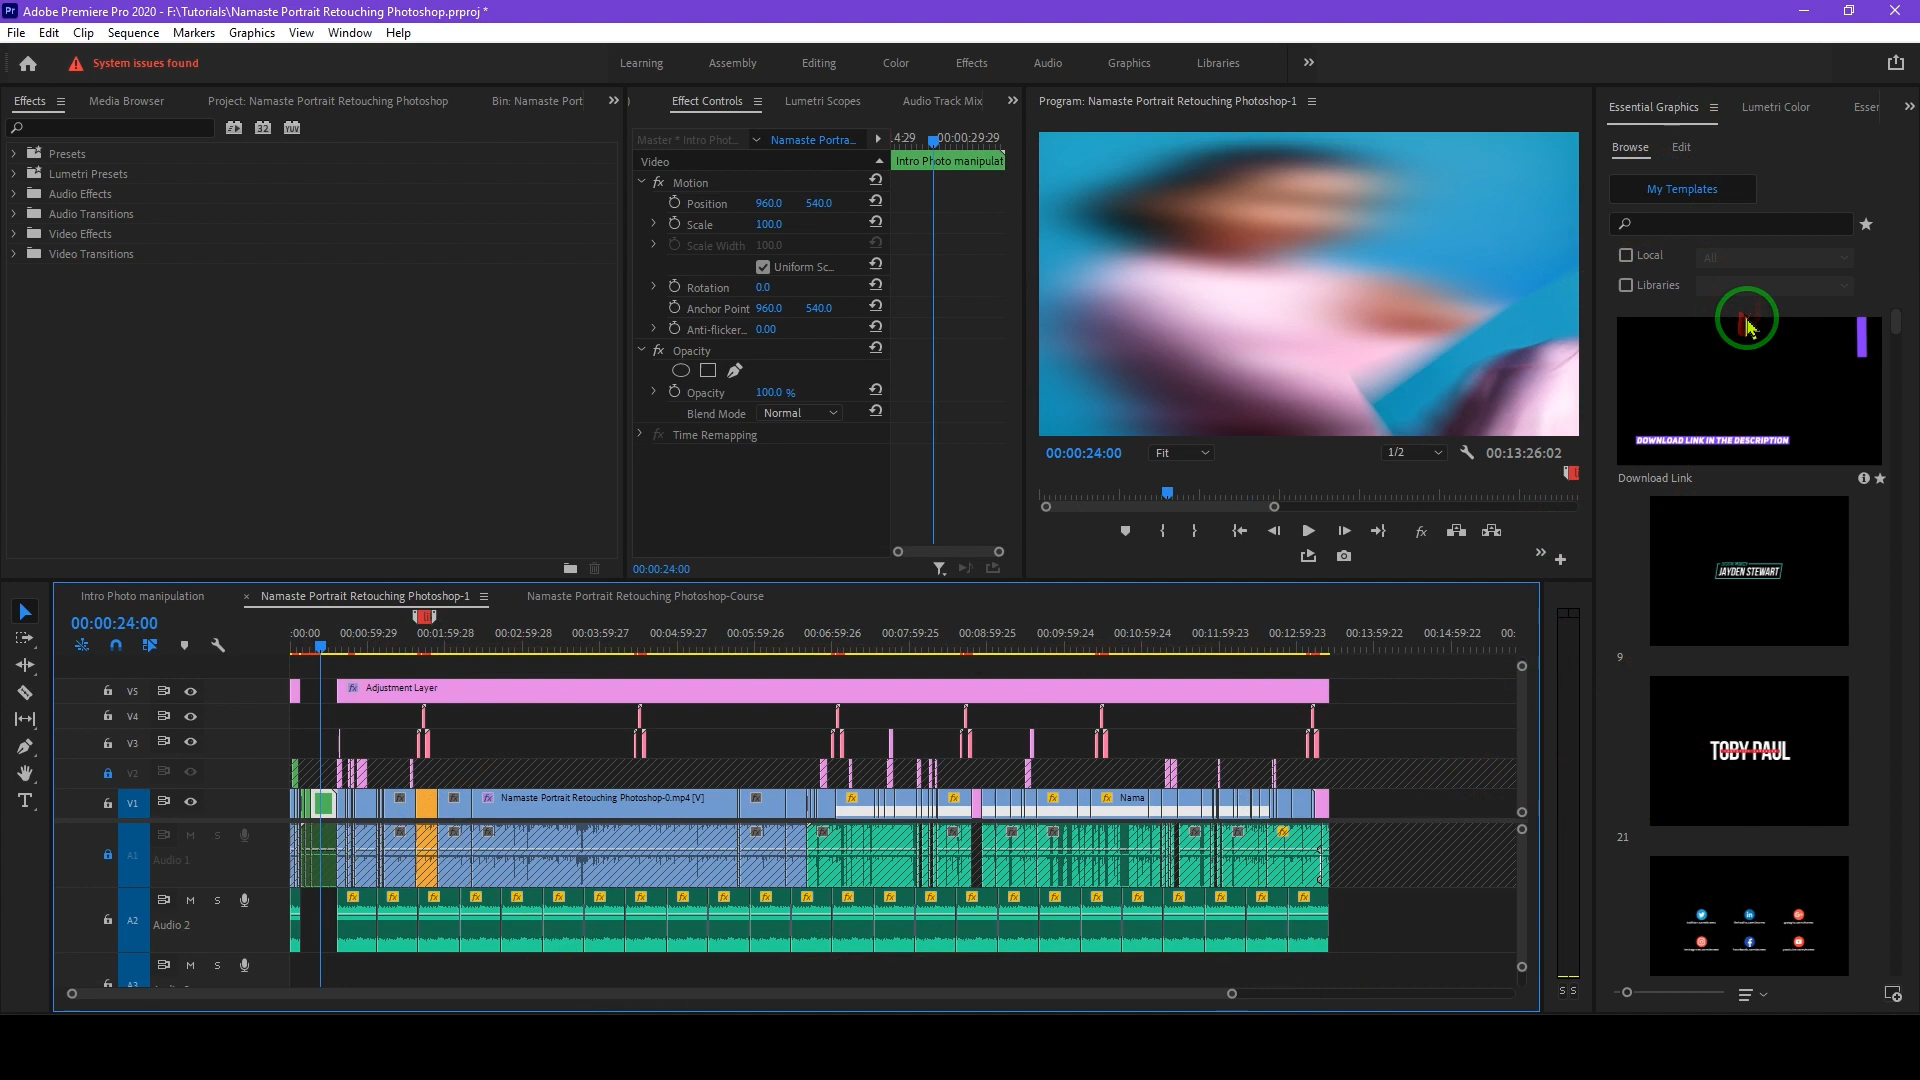 Adobe Premiere Pro 2020 - F:\Tutorials\Namaste Portrait Retouching Photoshop.prproj *
File Edit Clip Sequence Markers Graphics View Window Help
System issues found
Learning Assembly Editing Color Effects Audio Graphics Libraries
Effects Media Browser Project: Namaste Portrait Retouching Photoshop Bin: Namaste Port
Presets
Lumetri Presets
Audio Effects
Audio Transitions
Video Effects
Video Transitions
Effect Controls Lumetri Scopes Audio Track Mix
Master * Intro Phot... Namaste Portra...
4:29 00:00:29:29
Intro Photo manipulat
Video
Motion
Position 960.0 540.0
Scale 100.0
Scale Width 100.0
Uniform Sc...
Rotation 0.0
Anchor Point 960.0 540.0
Anti-flicker... 0.00
Opacity
Opacity 100.0 %
Blend Mode Normal
Time Remapping
00:00:24:00
Program: Namaste Portrait Retouching Photoshop-1
00:00:24:00 Fit 1/2 00:13:26:02
Essential Graphics Lumetri Color Esser
Browse Edit
My Templates
Local All
Libraries
DOWNLOAD LINK IN THE DESCRIPTION
Download Link
JAYDEN STEWART
9
TOBY PAUL
21
Intro Photo manipulation × Namaste Portrait Retouching Photoshop-1 Namaste Portrait Retouching Photoshop-Course
00:00:24:00
:00:00 00:00:59:29 00:01:59:28 00:02:59:28 00:03:59:27 00:04:59:27 00:05:59:26 00:06:59:26 00:07:59:25 00:08:59:25 00:09:59:24 00:10:59:24 00:11:59:23 00:12:59:23 00:13:59:22 00:14:59:22 00:
V5 Adjustment Layer
V4
V3
V2
V1 Namaste Portrait Retouching Photoshop-0.mp4 [V] Nama
A1 M S
Audio 1
A2 M S
Audio 2
A3 M S
S S